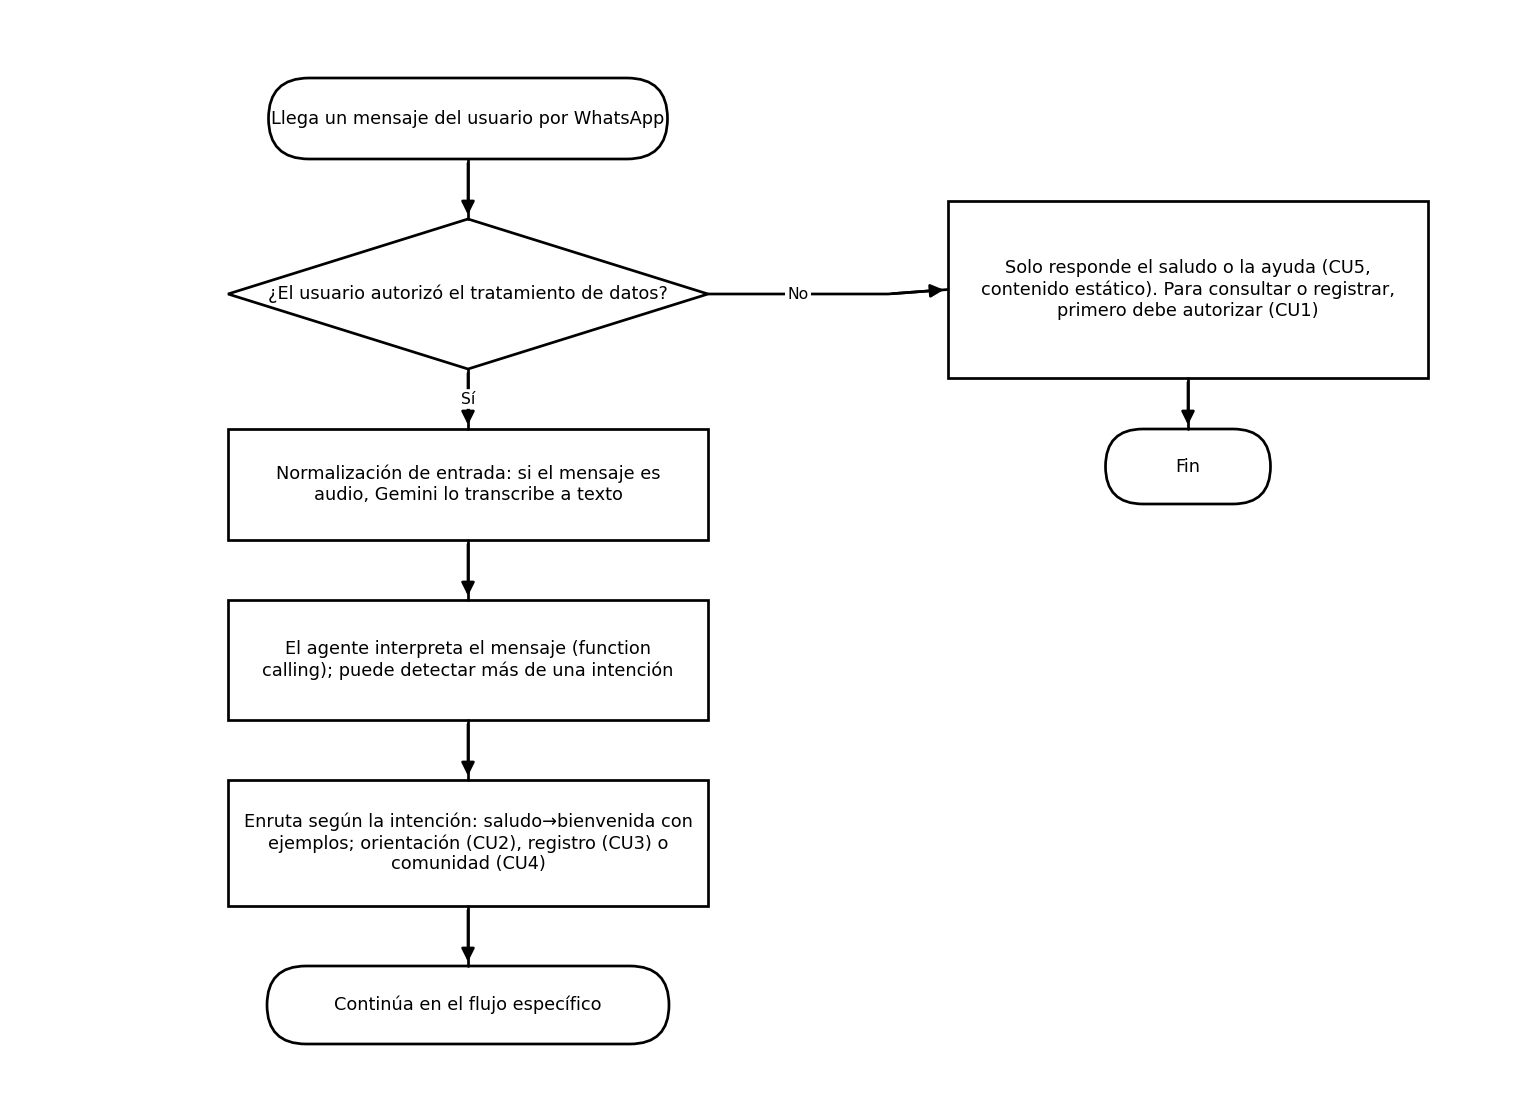 Llega un mensaje del usuario por WhatsApp
¿El usuario autorizó el tratamiento de datos?
No
Solo responde el saludo o la ayuda (CU5,
contenido estático). Para consultar o registrar,
primero debe autorizar (CU1)
Fin
Sí
Normalización de entrada: si el mensaje es
audio, Gemini lo transcribe a texto
El agente interpreta el mensaje (function
calling); puede detectar más de una intención
Enruta según la intención: saludo→bienvenida con
ejemplos; orientación (CU2), registro (CU3) o
comunidad (CU4)
Continúa en el flujo específico